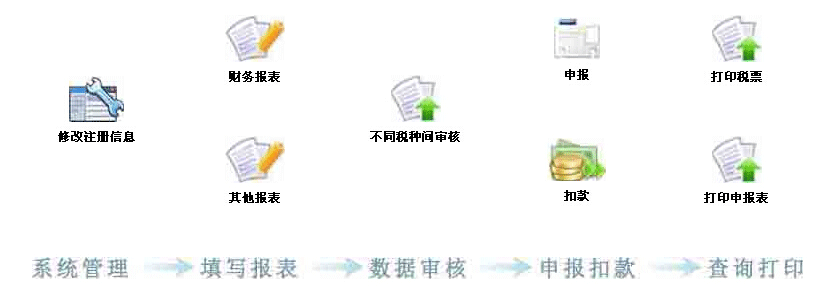 财务报表
申报
打印税票
修改注册信息
不同税种间审核
其他报表
扣款
打印申报表
系统管理 填写报表 数据审核 申报扣款 查询打印